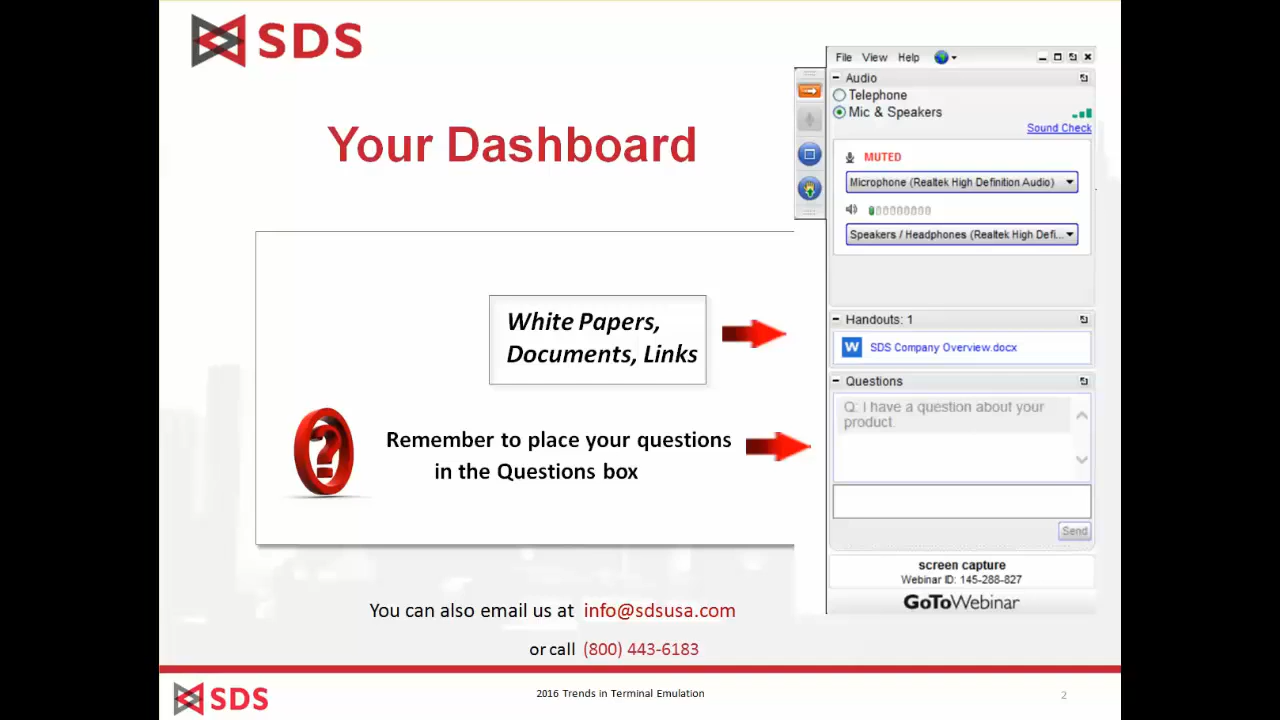 SDS
Your Dashboard
White Papers,
Documents, Links
?
Remember to place your questions
in the Questions box
You can also email us at info@sdsusa.com
or call (800) 443-6183
File View Help
Audio
Telephone
Mic & Speakers
Sound Check
MUTED
Microphone (Realtek High Definition Audio)
Speakers / Headphones (Realtek High Defi...
Handouts: 1
W SDS Company Overview.docx
Questions
Q: I have a question about your
product.
Send
screen capture
Webinar ID: 145-288-827
GoToWebinar
SDS
2016 Trends in Terminal Emulation
2